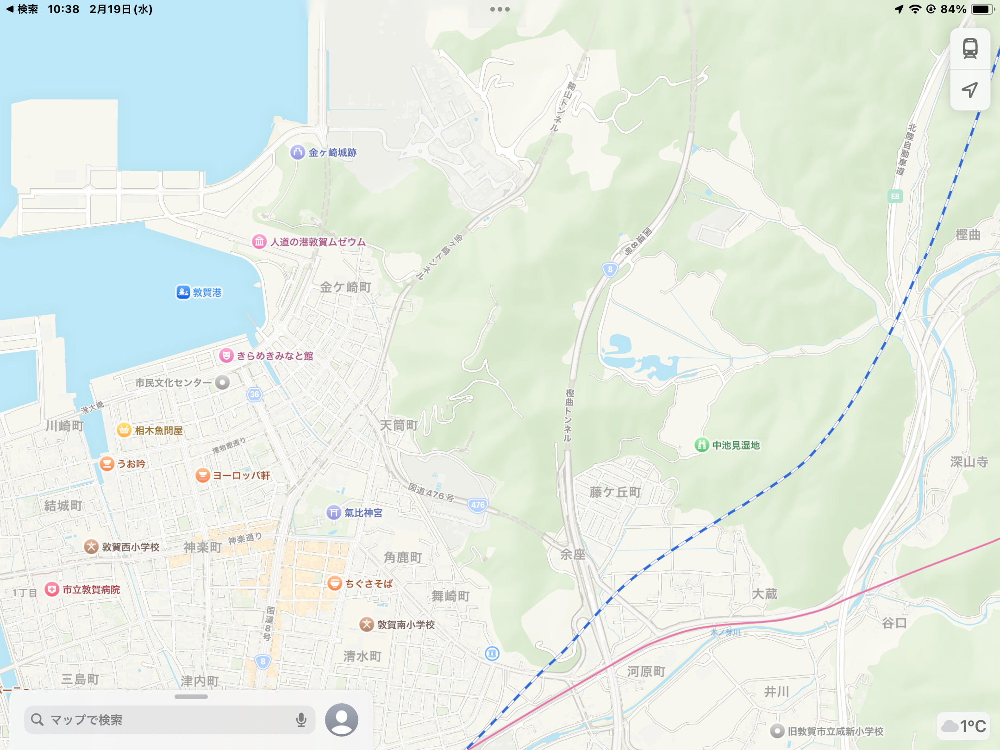 検索 10:38 2月19日(水)
84%
鞠山トンネル
北陸自動車道
金ヶ崎城跡
E8
樫曲
国道8号
人道の港敦賀ムゼウム
金ヶ崎トンネル
8
金ケ崎町
敦賀港
きらめきみなと館
市民文化センター
36
樫曲トンネル
港大橋
川崎町
相木魚問屋
天筒町
博物館通り
中池見湿地
うお吟
深山寺
ヨーロッパ軒
国道476号
藤ケ丘町
結城町
476
氣比神宮
神楽通り
敦賀西小学校
神楽町
余座
角鹿町
1丁目
市立敦賀病院
ちぐさそば
舞崎町
大蔵
国道8号
谷口
敦賀南小学校
木ノ芽川
清水町
8
河原町
三島町
津内町
井川
マップで検索
旧敦賀市立咸新小学校
1°C